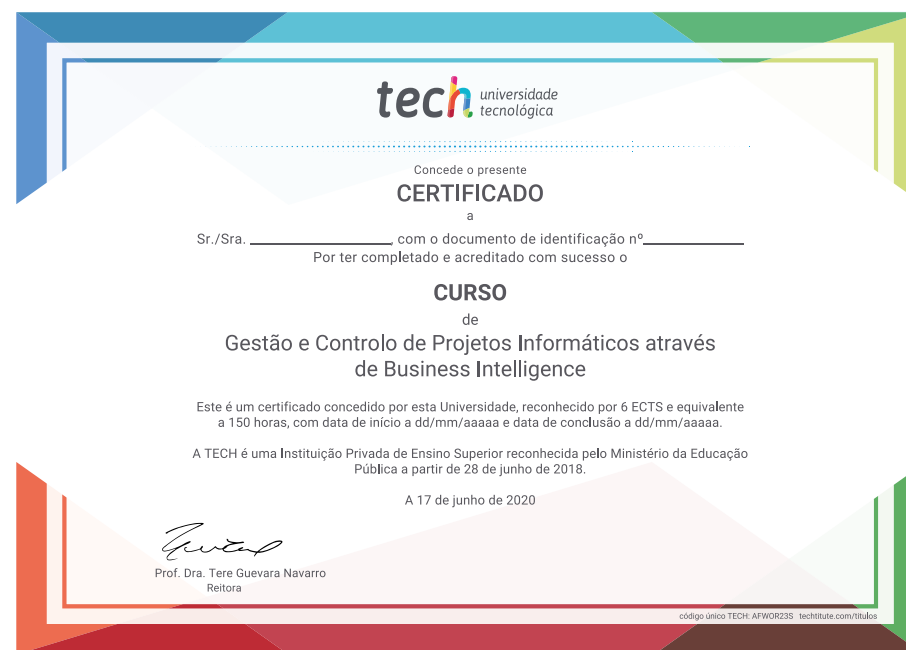 tech universidade
tecnológica
Concede o presente
CERTIFICADO
a
Sr./Sra. ____________, com o documento de identificação nº____________
Por ter completado e acreditado com sucesso o
CURSO
de
Gestão e Controlo de Projetos Informáticos através
de Business Intelligence
Este é um certificado concedido por esta Universidade, reconhecido por 6 ECTS e equivalente
a 150 horas, com data de início a dd/mm/aaaaa e data de conclusão a dd/mm/aaaaa.
A TECH é uma Instituição Privada de Ensino Superior reconhecida pelo Ministério da Educação
Pública a partir de 28 de junho de 2018.
A 17 de junho de 2020
Prof. Dra. Tere Guevara Navarro
Reitora
código único TECH: AFWOR23S techtitute.com/titulos